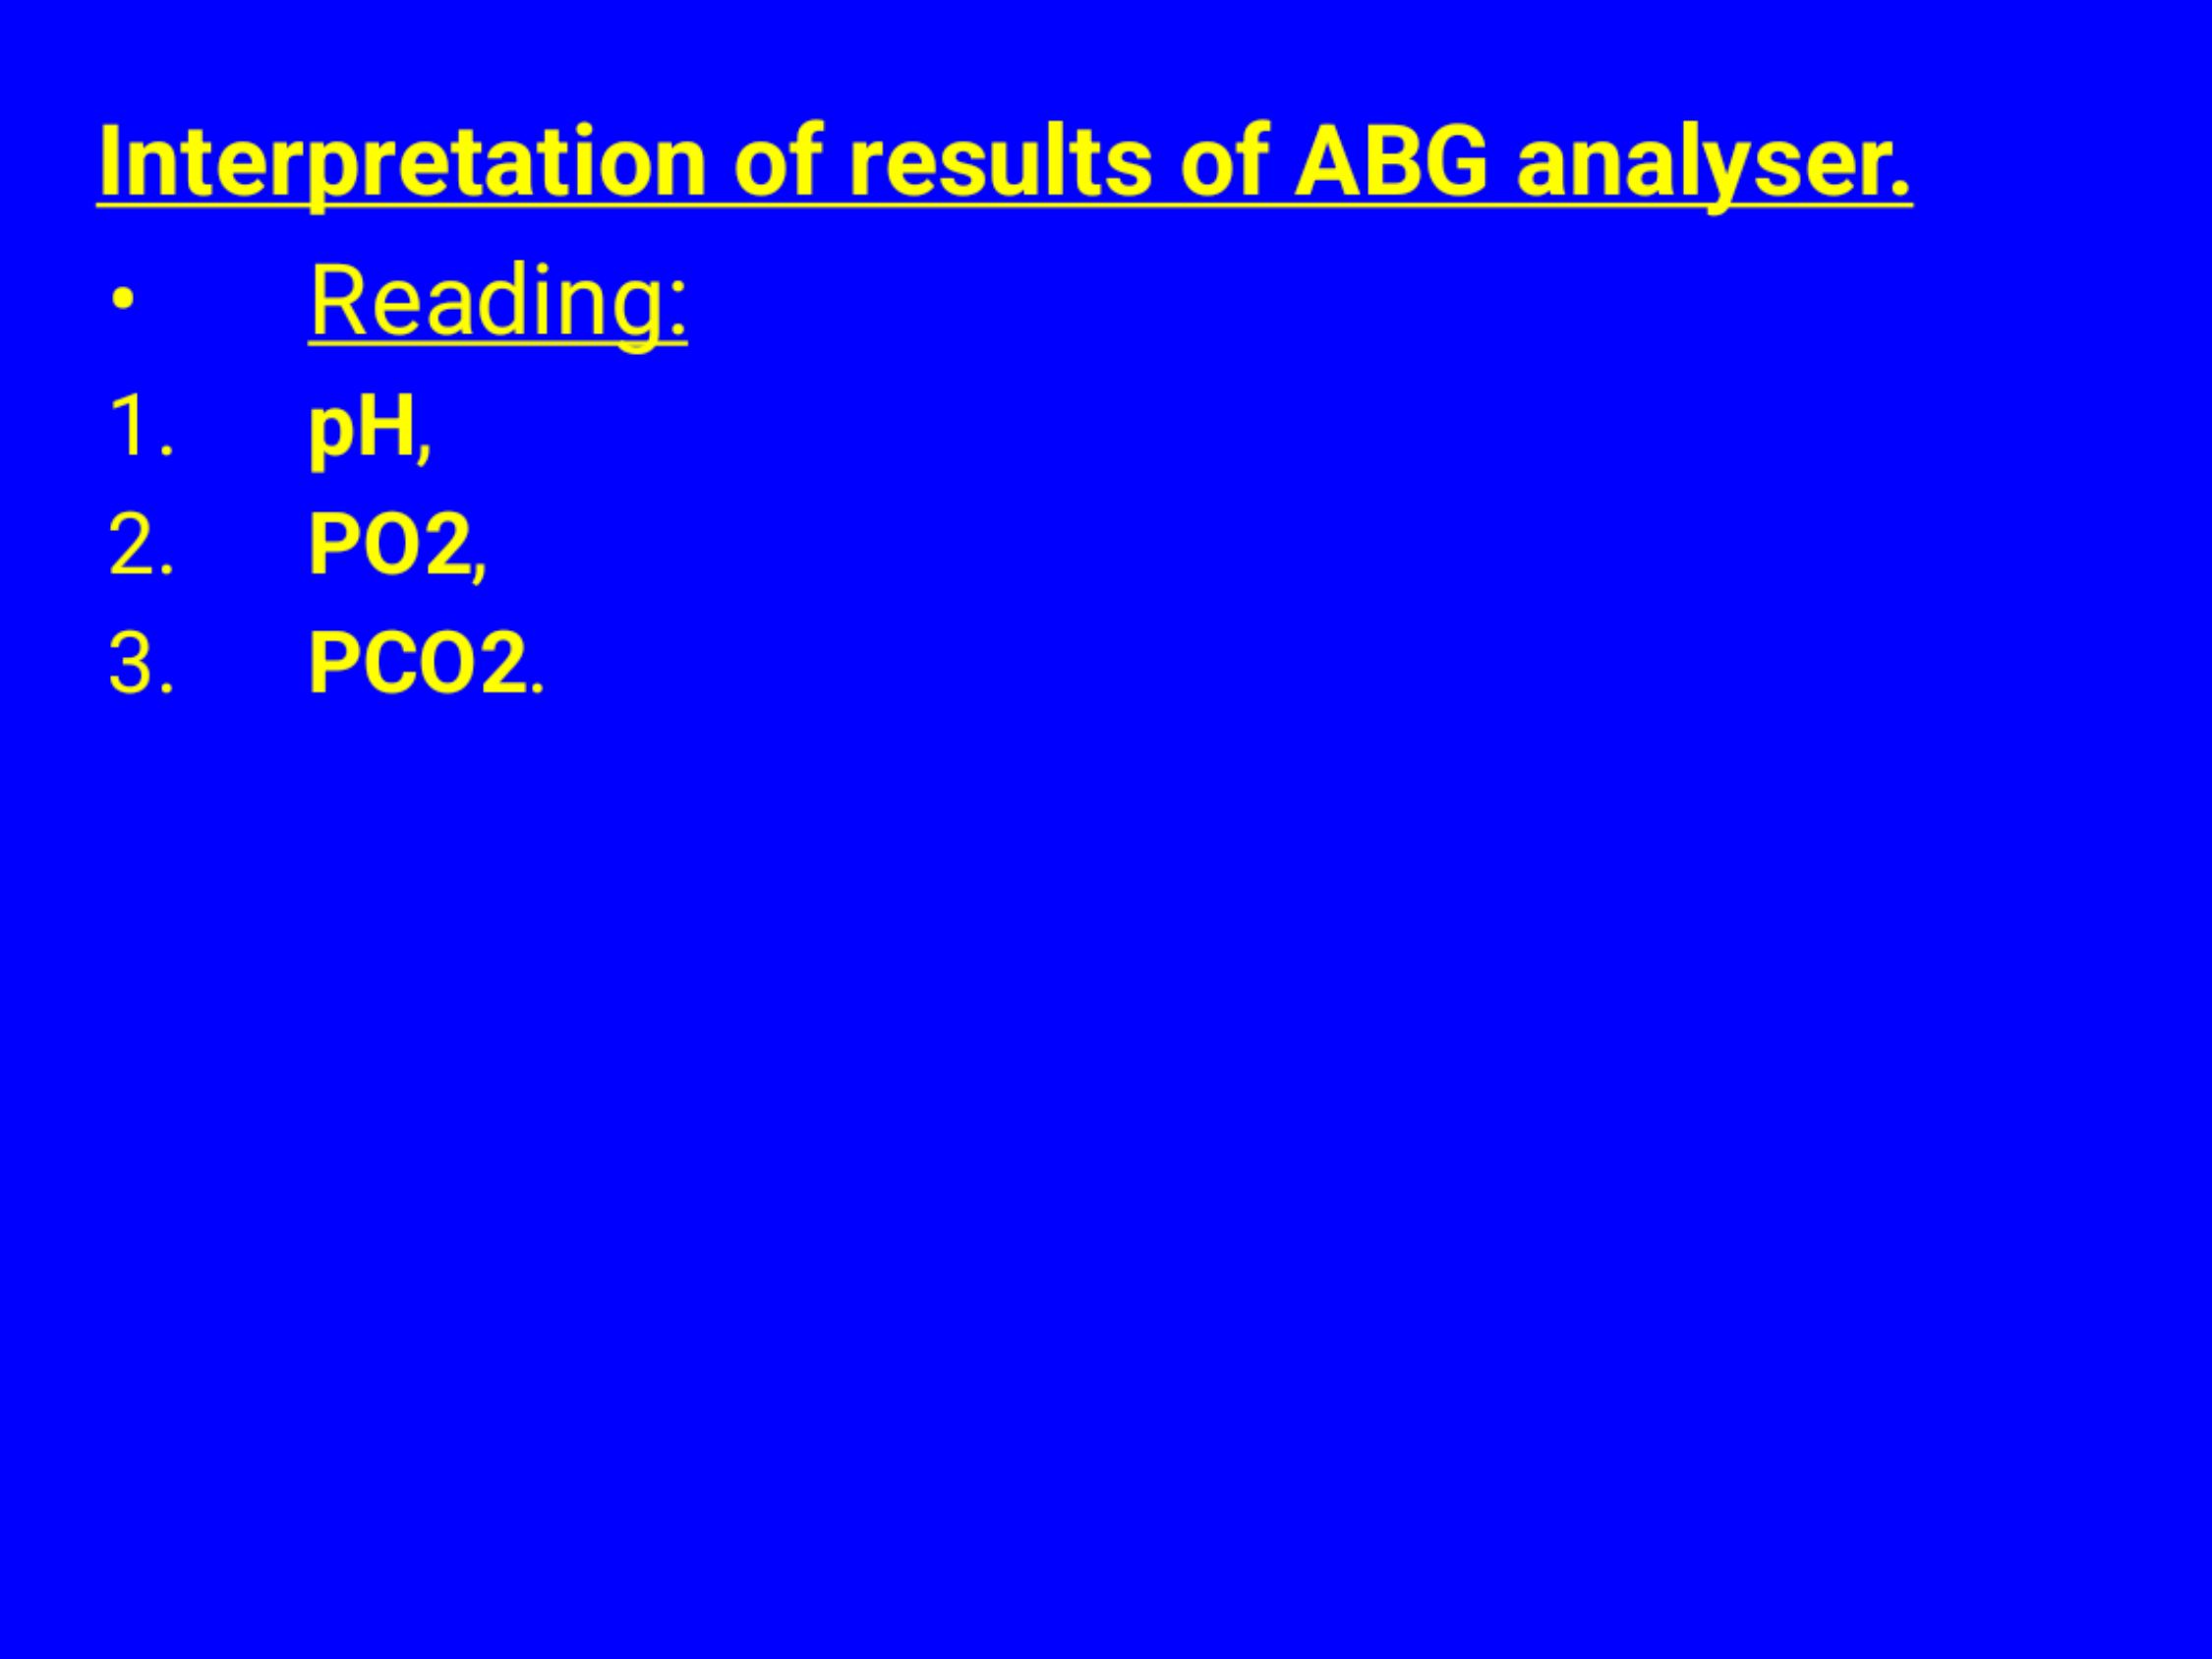 Interpretation of results of ABG analyser.
• Reading:
1. pH,
2. PO2,
3. PCO2.